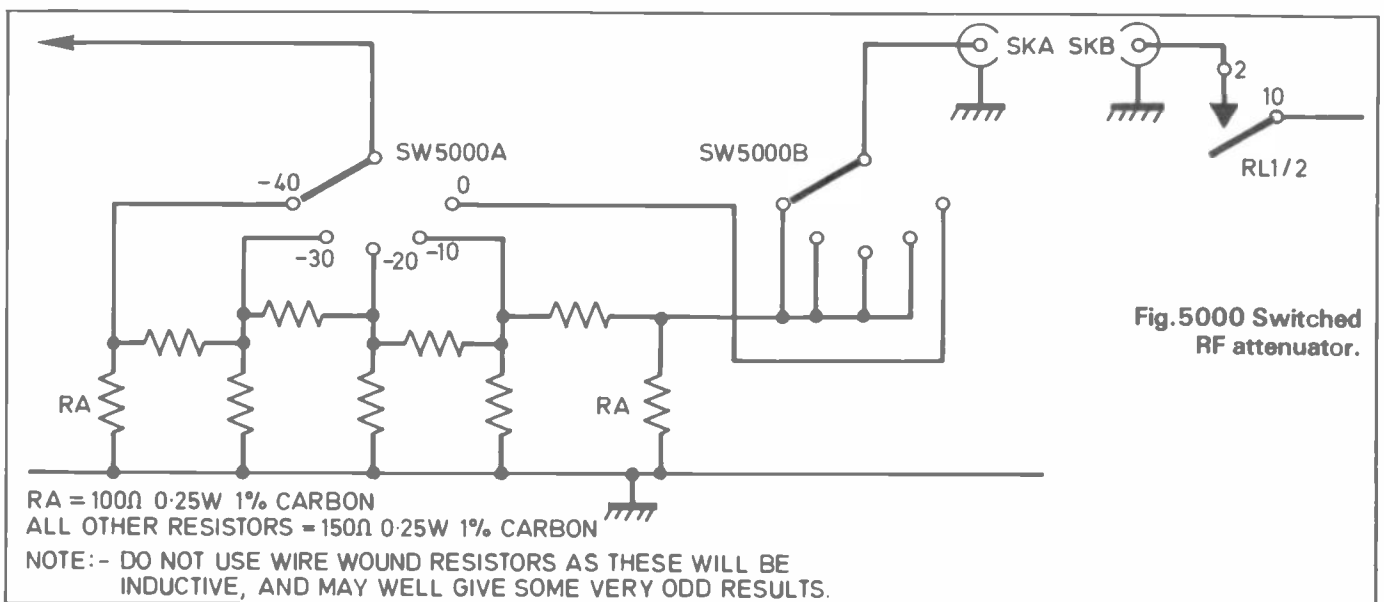 SKA SKB
2
10
RL1/2
SW5000A
SW5000B
-40
0
-30
-20
-10
Fig.5000 Switched
RF attenuator.
RA
RA
RA = 100Ω 0·25W 1% CARBON
ALL OTHER RESISTORS = 150Ω 0·25W 1% CARBON
NOTE:- DO NOT USE WIRE WOUND RESISTORS AS THESE WILL BE
INDUCTIVE, AND MAY WELL GIVE SOME VERY ODD RESULTS.